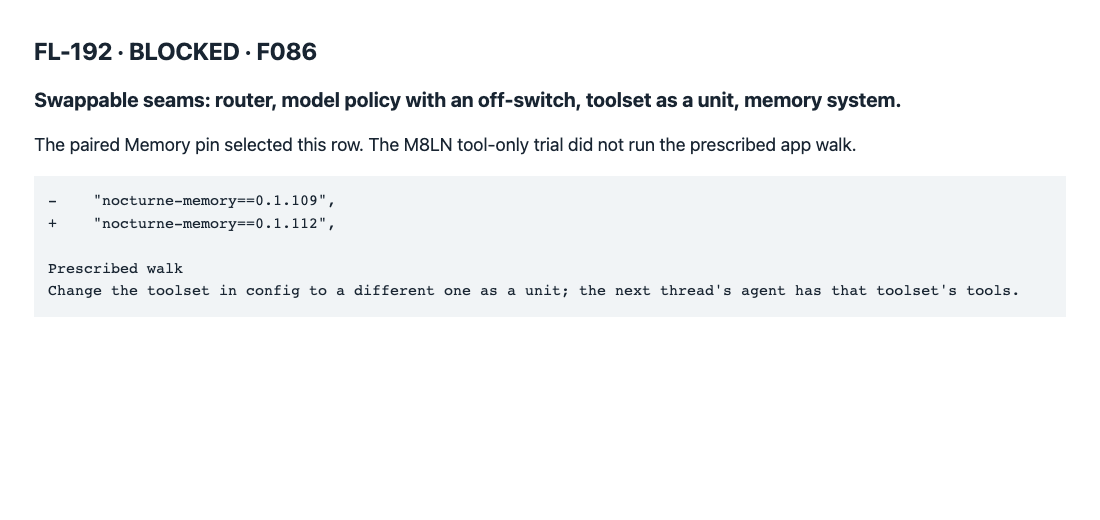 FL-192 · BLOCKED · F086
Swappable seams: router, model policy with an off-switch, toolset as a unit, memory system.
The paired Memory pin selected this row. The M8LN tool-only trial did not run the prescribed app walk.
-    "nocturne-memory==0.1.109",
+    "nocturne-memory==0.1.112",
Prescribed walk
Change the toolset in config to a different one as a unit; the next thread's agent has that toolset's tools.